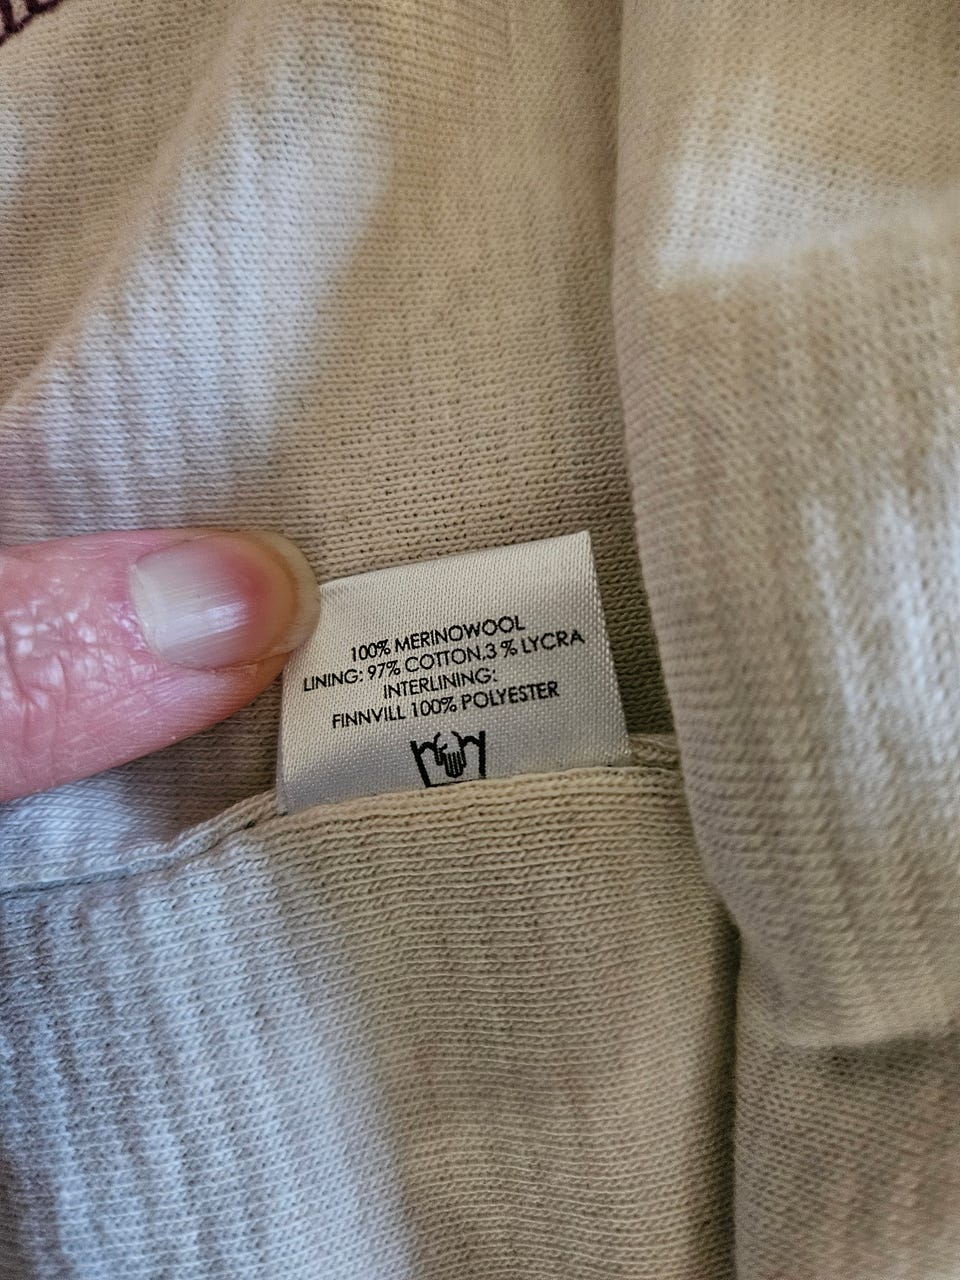 100% MERINOWOOL
LINING: 97% COTTON.3 % LYCRA
INTERLINING:
FINNVILL 100% POLYESTER